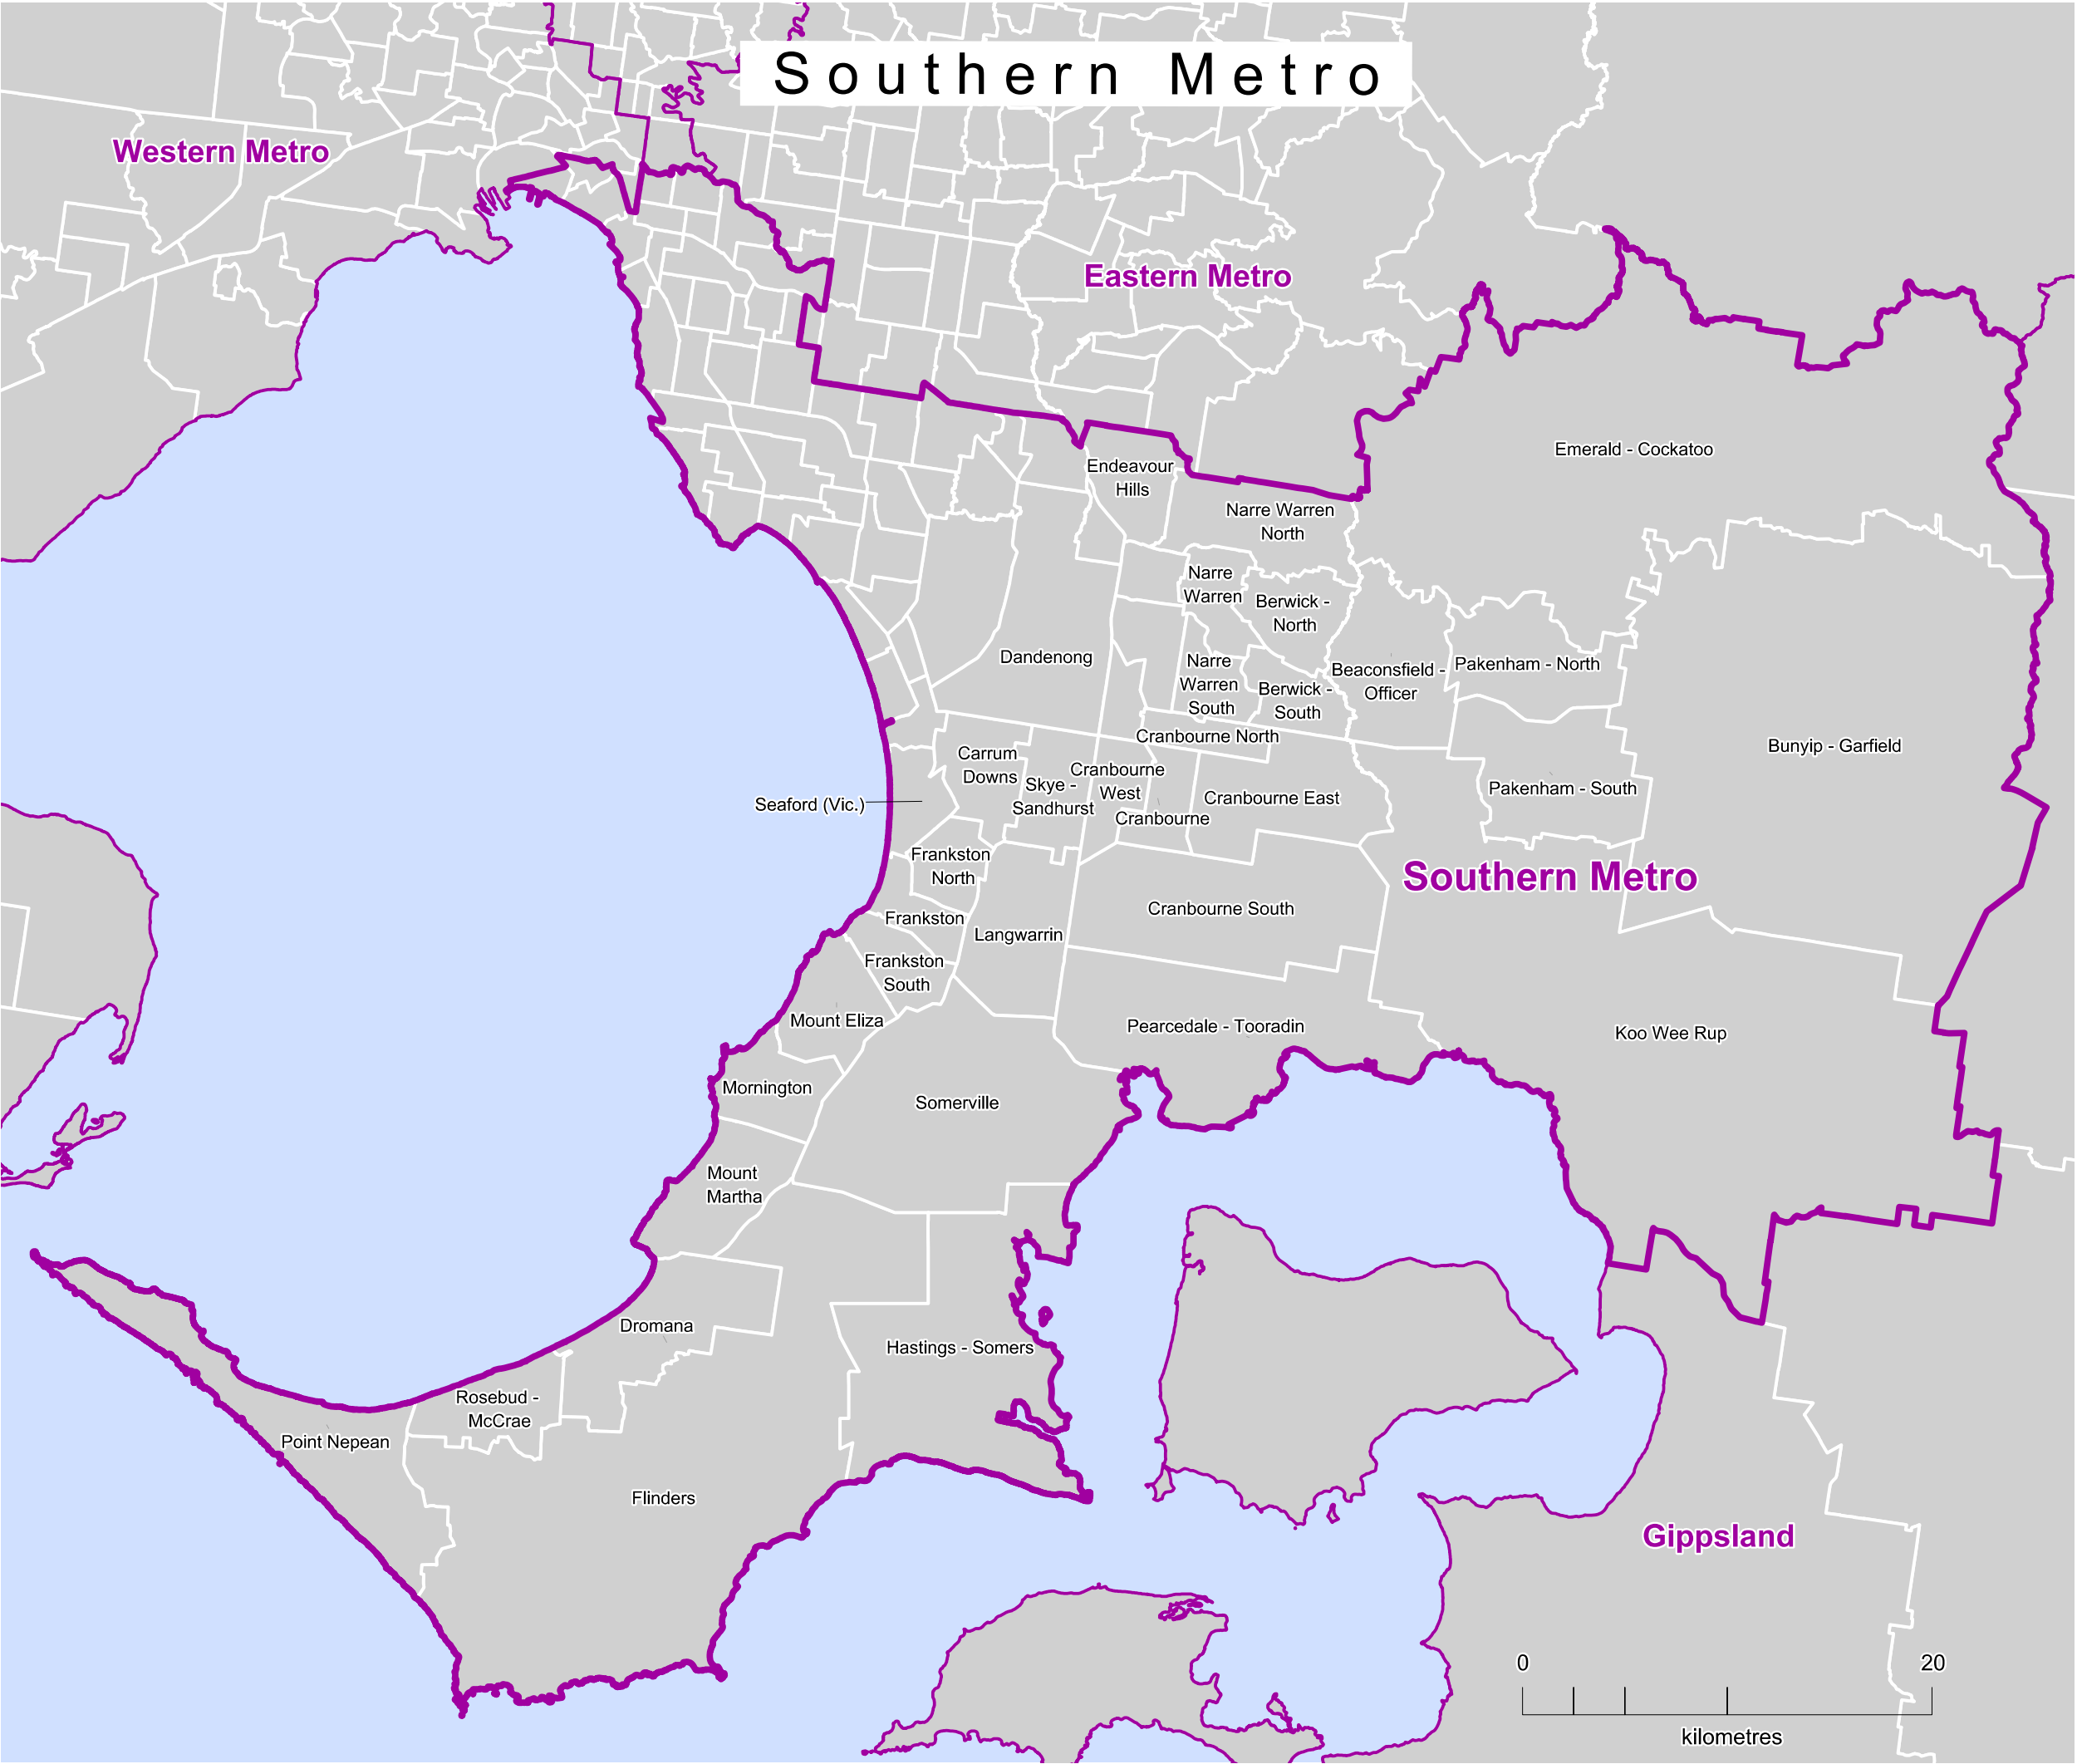 Southern Metro
Western Metro
Eastern Metro
Emerald - Cockatoo
Endeavour
Hills
Narre Warren
North
Narre
Warren
Berwick -
North
Dandenong
Narre
Warren
South
Berwick -
South
Beaconsfield -
Officer
Pakenham - North
Cranbourne North
Bunyip - Garfield
Carrum
Downs
Skye -
Sandhurst
Cranbourne
West
Cranbourne
Cranbourne East
Pakenham - South
Seaford (Vic.)
Frankston
North
Southern Metro
Cranbourne South
Frankston
Langwarrin
Frankston
South
Mount Eliza
Pearcedale - Tooradin
Koo Wee Rup
Mornington
Somerville
Mount
Martha
Dromana
Hastings - Somers
Rosebud -
McCrae
Point Nepean
Flinders
Gippsland
0 20
kilometres